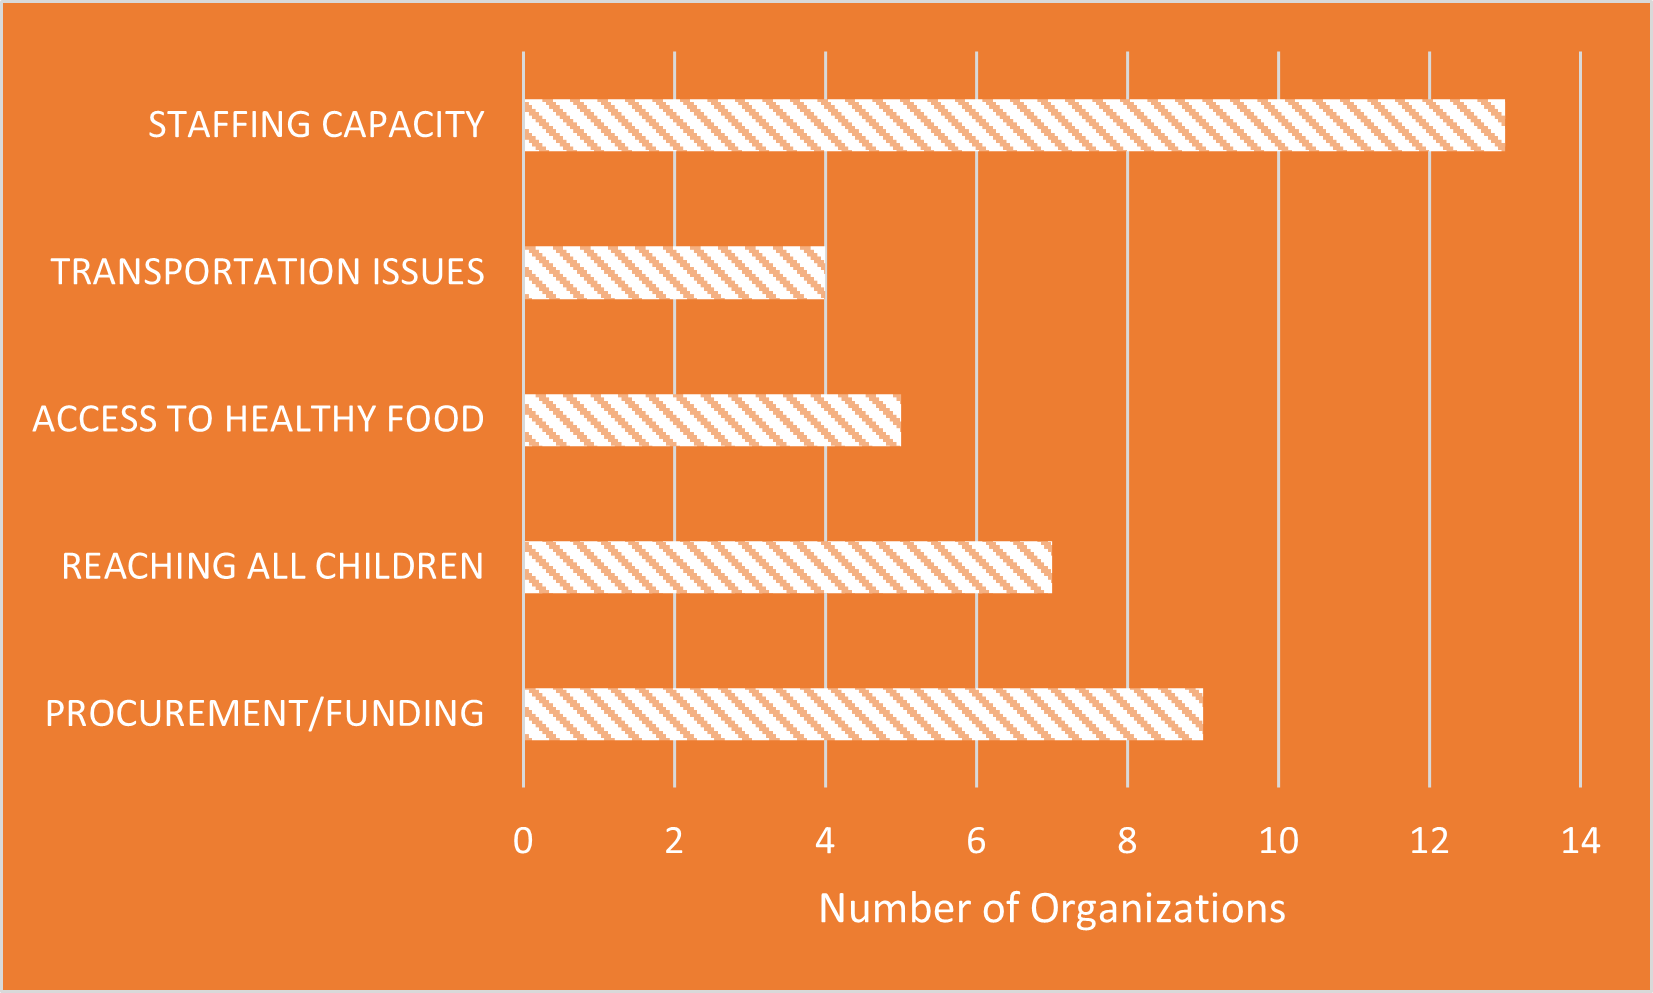 STAFFING CAPACITY
TRANSPORTATION ISSUES
ACCESS TO HEALTHY FOOD
REACHING ALL CHILDREN
PROCUREMENT/FUNDING
0 2 4 6 8 10 12 14
Number of Organizations